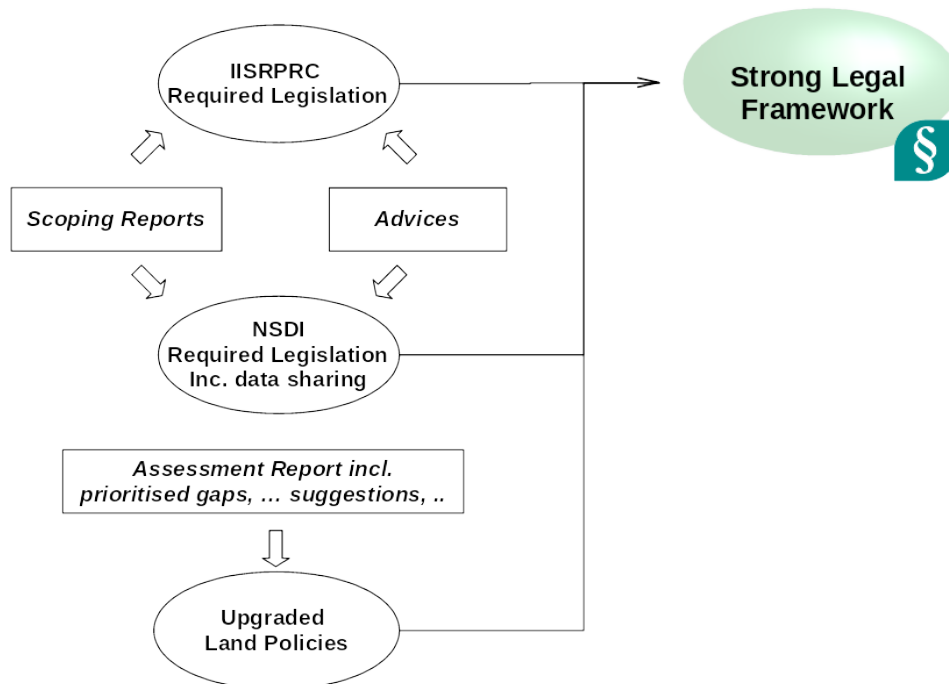 IISRPRC
Required Legislation
Strong Legal
Framework
§
Scoping Reports
Advices
NSDI
Required Legislation
Inc. data sharing
Assessment Report incl.
prioritised gaps, ... suggestions, ..
Upgraded
Land Policies